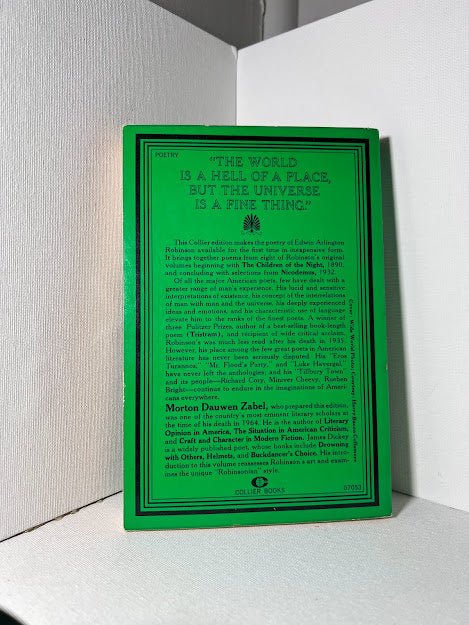 POETRY
"THE WORLD
IS A HELL OF A PLACE,
BUT THE UNIVERSE
IS A FINE THING."
This Collier edition makes the poetry of Edwin Arlington
Robinson available for the first time in inexpensive form.
It brings together poems from eight of Robinson's original
volumes beginning with The Children of the Night, 1890,
and concluding with selections from Nicodemus, 1932.
Of all the major American poets, few have dealt with a
greater range of man's experience. His lucid and sensitive
interpretations of existence, his concept of the interrelations
of man with man and the universe, his deeply experienced
ideas and emotions, and his characteristic use of language
elevate him to the ranks of the finest poets. A winner of
three Pulitzer Prizes, author of a best-selling book-length
poem (Tristram), and recipient of wide critical acclaim,
Robinson's was much less read after his death in 1935.
However, his place among the few great poets in American
literature has never been seriously disputed. His "Eros
Turannos," "Mr. Flood's Party," and "Luke Havergal,"
have never left the anthologies; and his "Tilbury Town"
and its people—Richard Cory, Miniver Cheevy, Reuben
Bright—continue to endure in the imaginations of Ameri-
cans everywhere.
Morton Dauwen Zabel, who prepared this edition,
was one of the country's most eminent literary scholars at
the time of his death in 1964. He is the author of Literary
Opinion in America, The Situation in American Criticism,
and Craft and Character in Modern Fiction. James Dickey
is a widely published poet, whose books include Drowning
with Others, Helmets, and Buckdancer's Choice. His intro-
duction to this volume reassesses Robinson's art and exam-
ines the unique "Robinsonian" style.
Cover: Wide World Photo, Courtesy
COLLIER BOOKS
07053